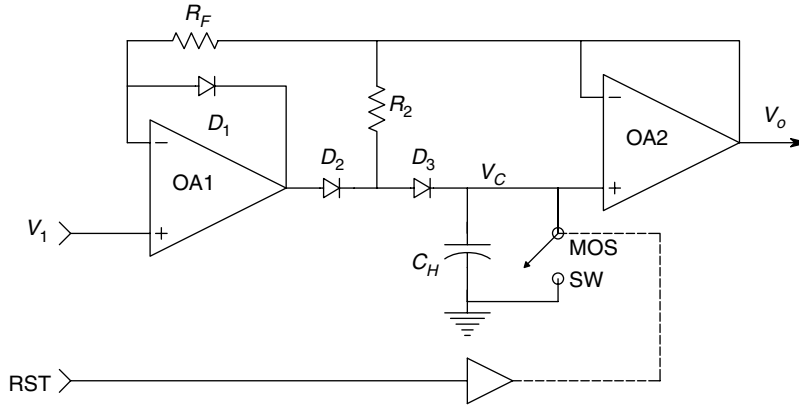 R_F
D_1
R_2
OA1
OA2
V_o
D_2
D_3
V_C
V_1
C_H
MOS
SW
RST
−
+
−
+